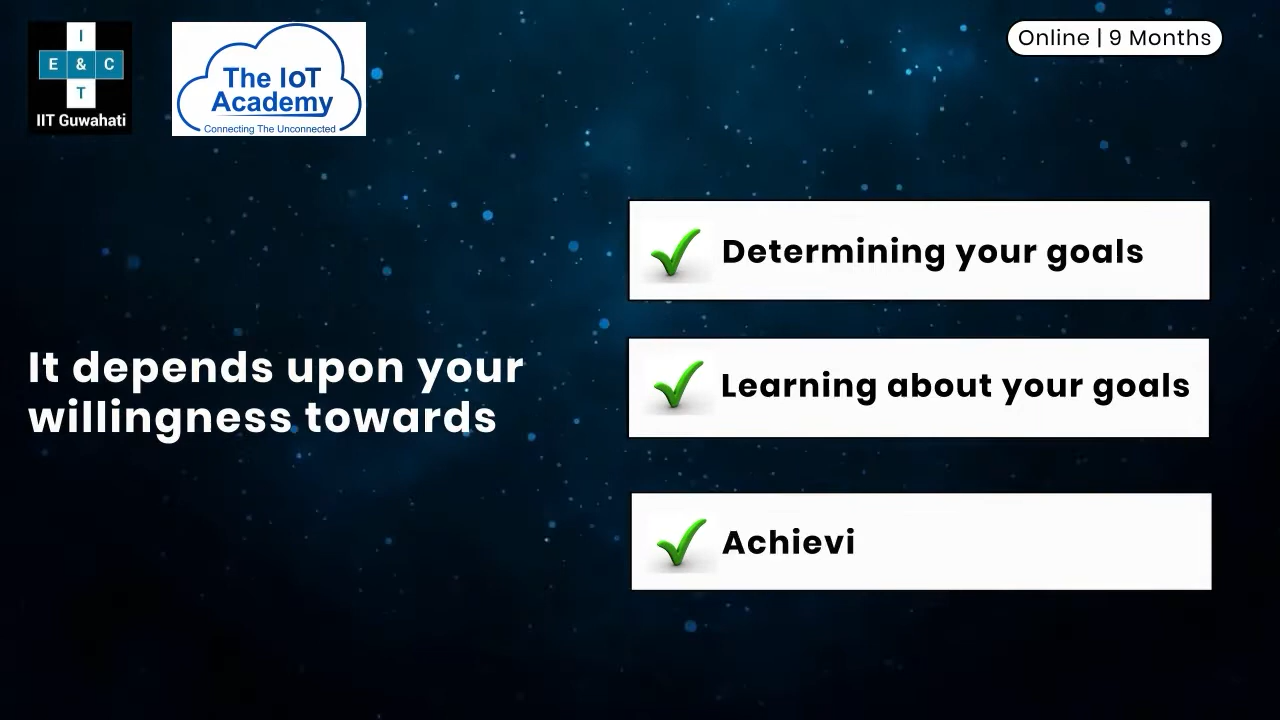 I
E & C
T
IIT Guwahati
The IoT
Academy
Connecting The Unconnected
Online | 9 Months
It depends upon your
willingness towards
Determining your goals
Learning about your goals
Achievi